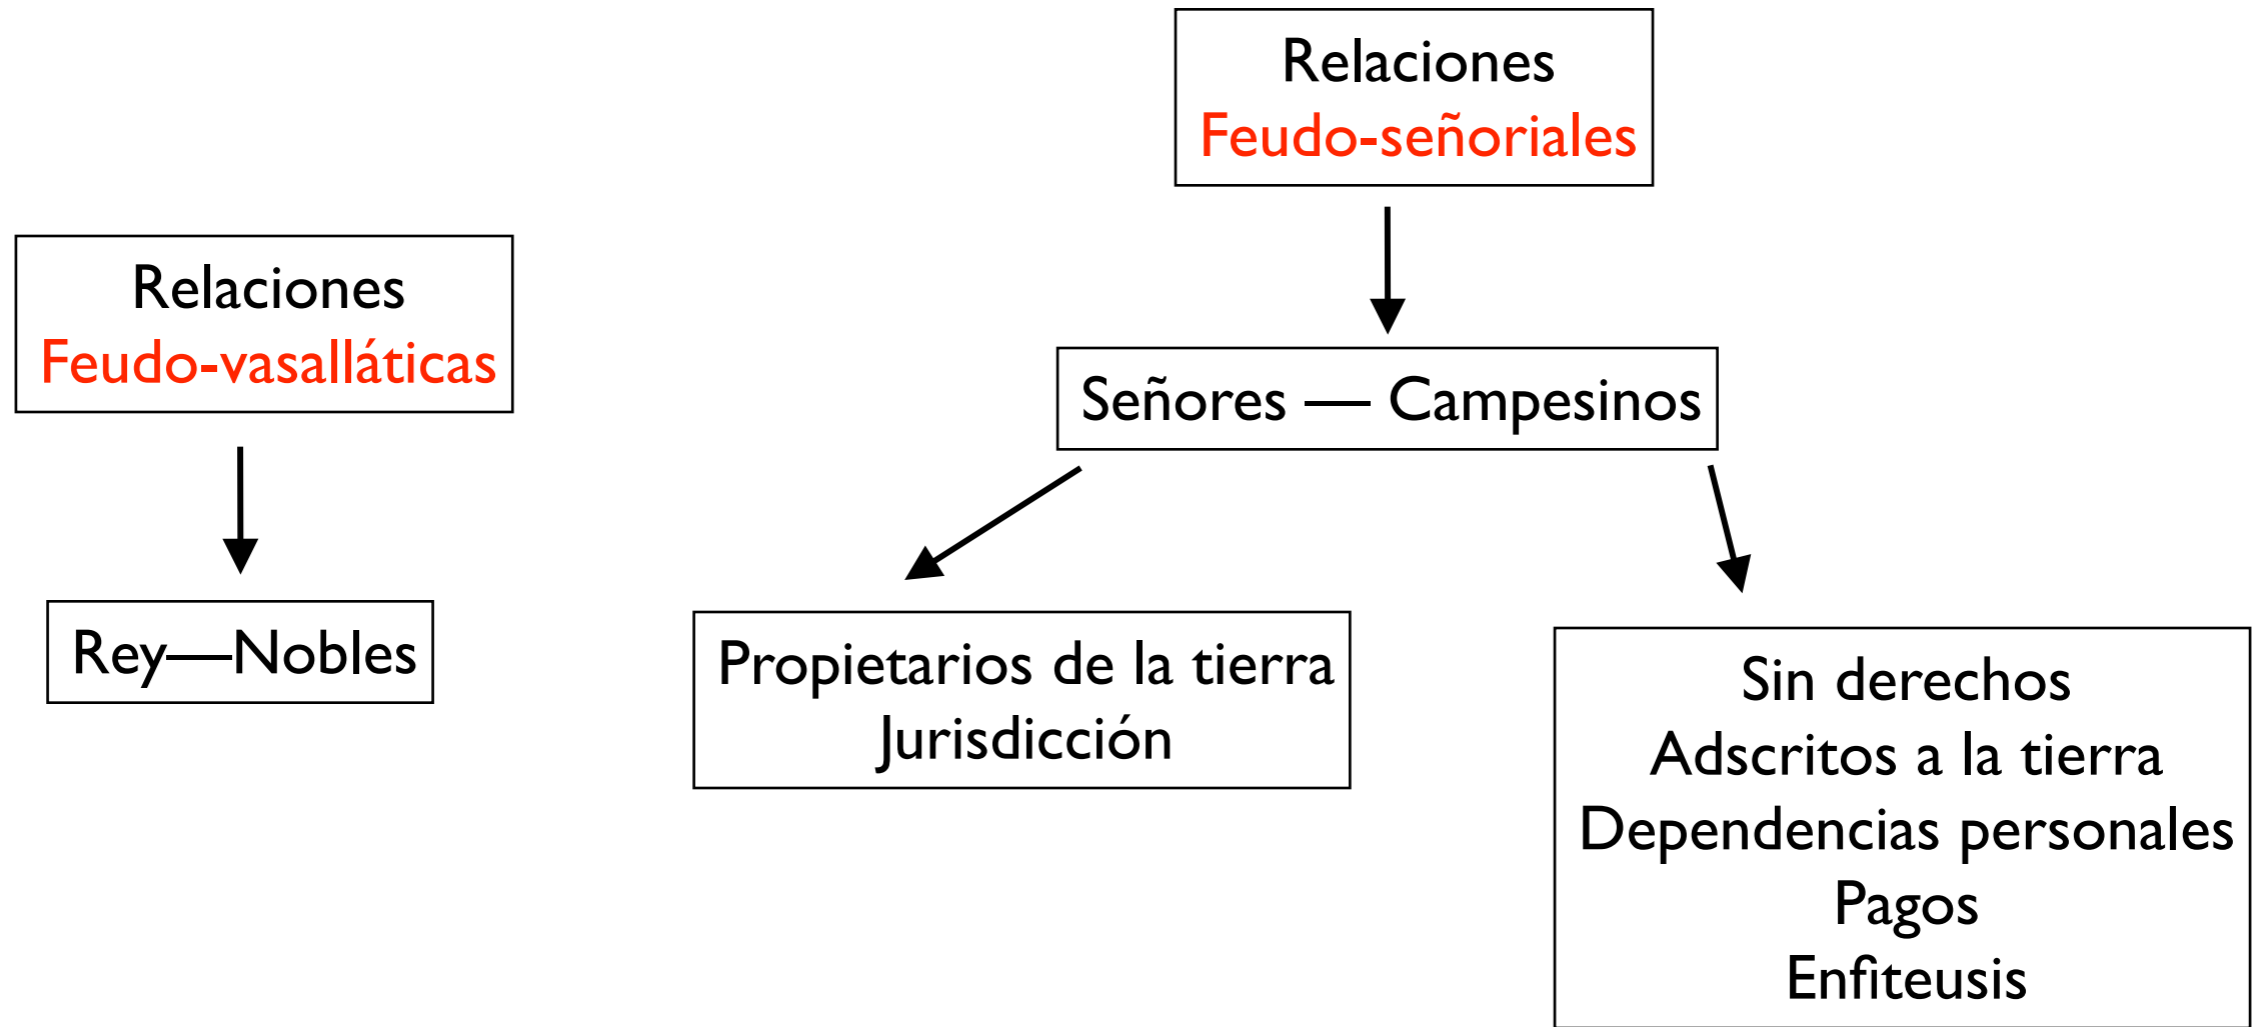 Relaciones
Feudo-vasalláticas
Rey—Nobles
Relaciones
Feudo-señoriales
Señores — Campesinos
Propietarios de la tierra
Jurisdicción
Sin derechos
Adscritos a la tierra
Dependencias personales
Pagos
Enfiteusis